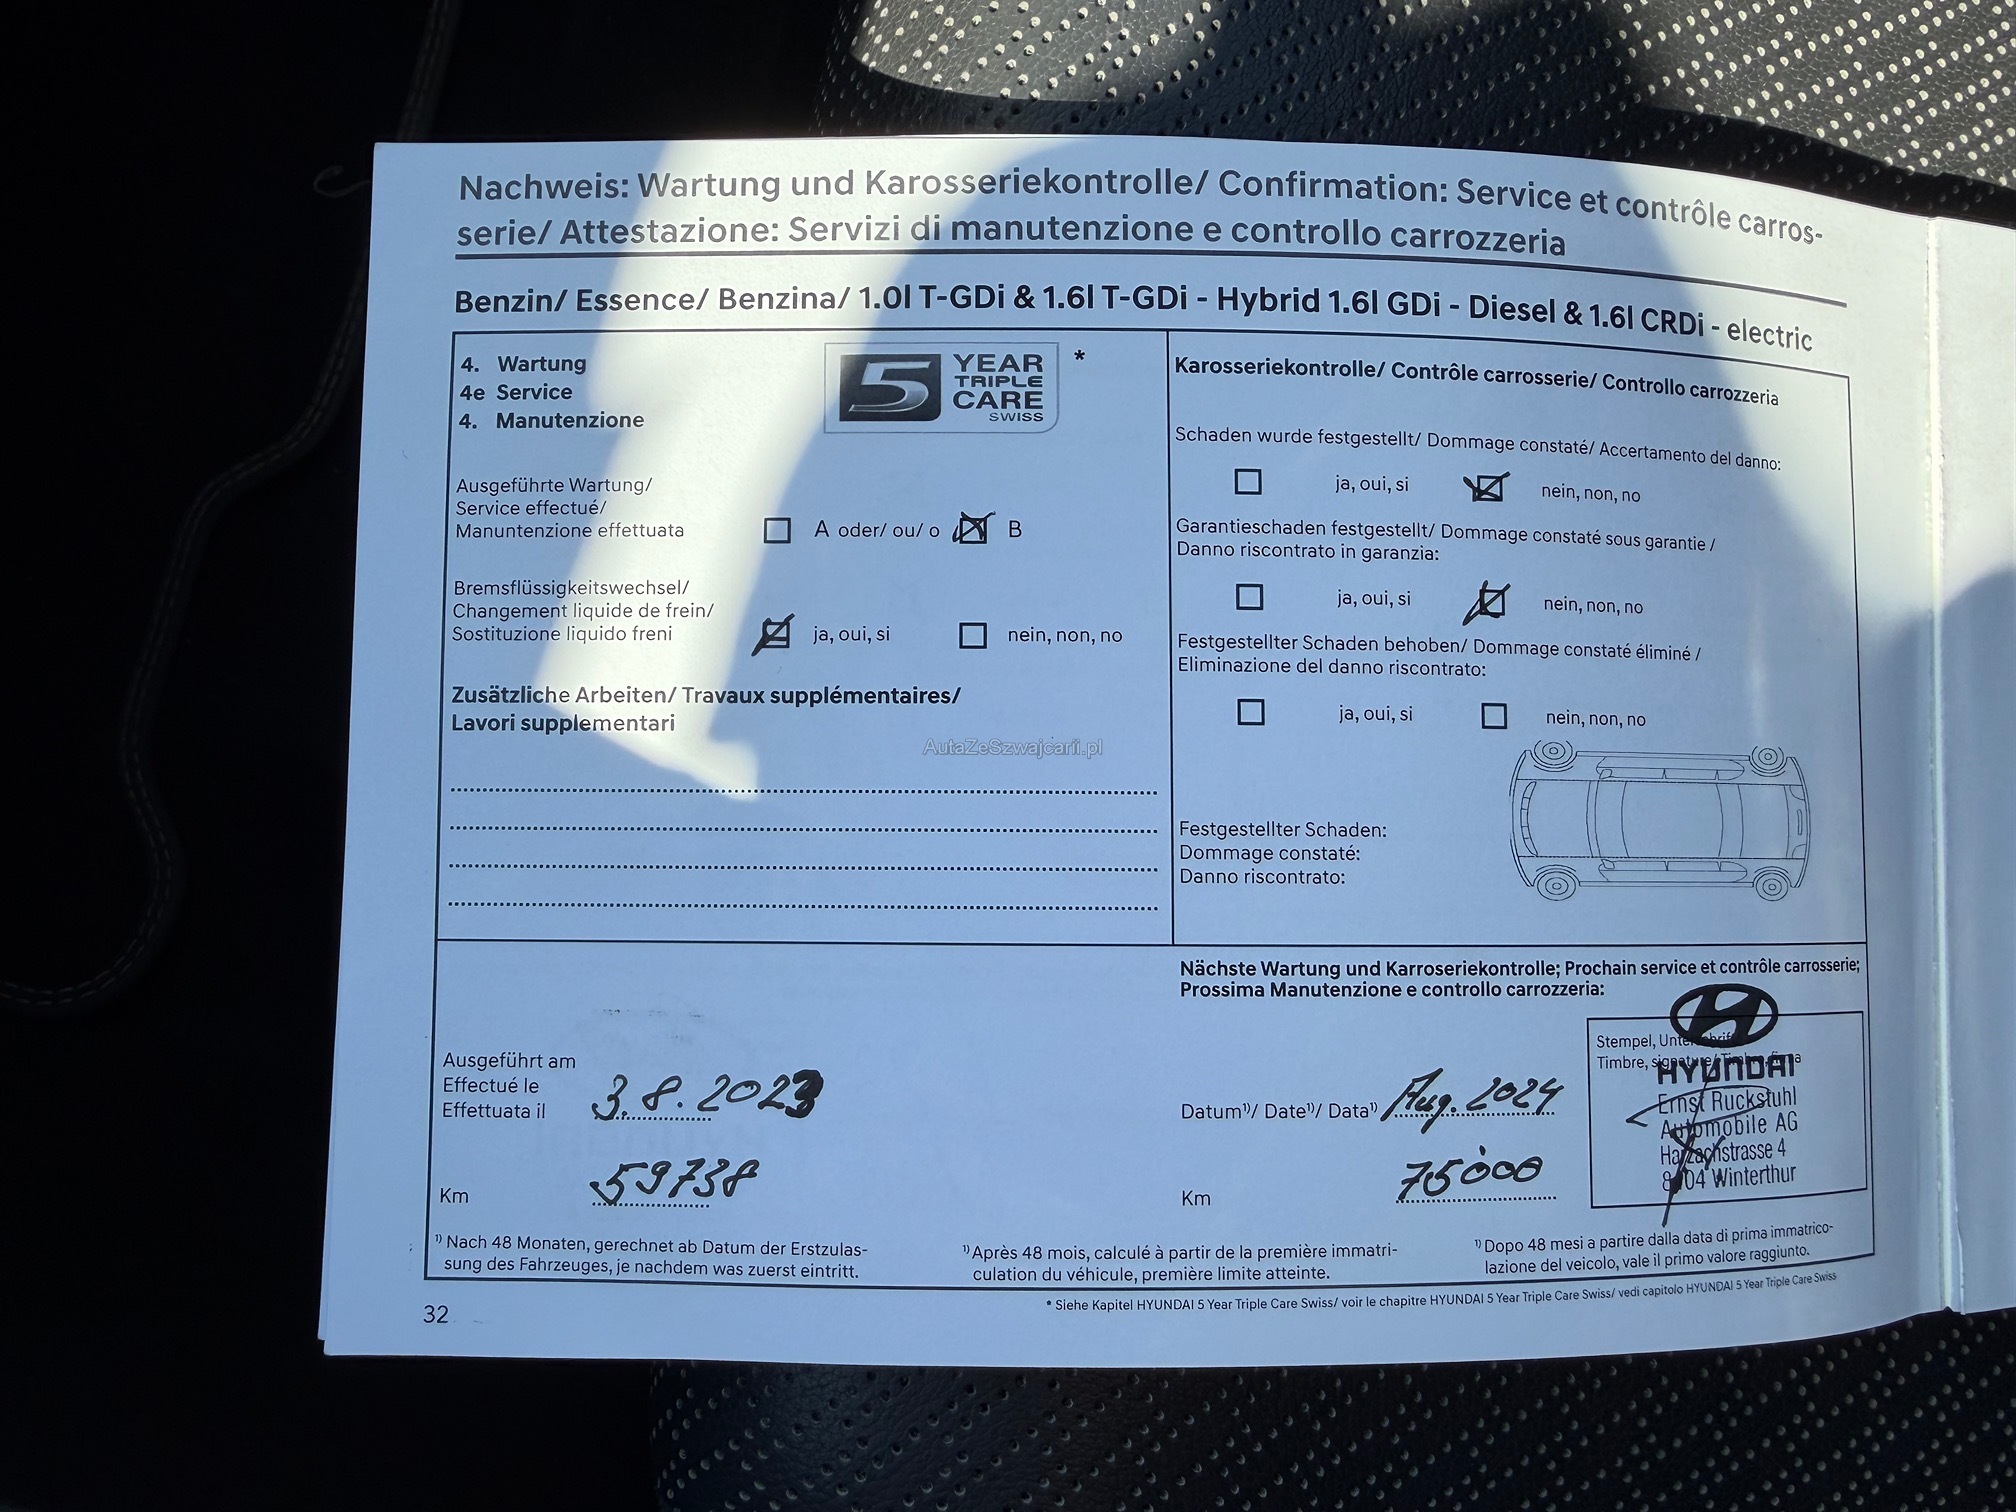 Nachweis: Wartung und Karosseriekontrolle/ Confirmation: Service et contrôle carros-
serie/ Attestazione: Servizi di manutenzione e controllo carrozzeria
Benzin/ Essence/ Benzina/ 1.0l T-GDi & 1.6l T-GDi - Hybrid 1.6l GDi - Diesel & 1.6l CRDi - electric
4. Wartung
4e Service
4. Manutenzione
5 YEAR
TRIPLE
CARE
SWISS
*
Ausgeführte Wartung/
Service effectué/
Manuntenzione effettuata
A oder/ ou/ o
B
Bremsflüssigkeitswechsel/
Changement liquide de frein/
Sostituzione liquido freni
ja, oui, si
nein, non, no
Zusätzliche Arbeiten/ Travaux supplémentaires/
Lavori supplementari
Karosseriekontrolle/ Contrôle carrosserie/ Controllo carrozzeria
Schaden wurde festgestellt/ Dommage constaté/ Accertamento del danno:
ja, oui, si
nein, non, no
Garantieschaden festgestellt/ Dommage constaté sous garantie /
Danno riscontrato in garanzia:
ja, oui, si
nein, non, no
Festgestellter Schaden behoben/ Dommage constaté éliminé /
Eliminazione del danno riscontrato:
ja, oui, si
nein, non, no
AutaZeSzwajcarii.pl
Festgestellter Schaden:
Dommage constaté:
Danno riscontrato:
Ausgeführt am
Effectué le
Effettuata il
3.8.2023
Km
59738
Nächste Wartung und Karroseriekontrolle; Prochain service et contrôle carrosserie;
Prossima Manutenzione e controllo carrozzeria:
Datum¹⁾/ Date¹⁾/ Data¹⁾
Aug. 2024
Km
75'000
Stempel, Unterschrift/
Timbre, signature/ Timbro, firma
HYUNDAI
Ernst Ruckstuhl
Automobile AG
Harzachstrasse 4
8404 Winterthur
¹⁾ Nach 48 Monaten, gerechnet ab Datum der Erstzulas-
sung des Fahrzeuges, je nachdem was zuerst eintritt.
¹⁾ Après 48 mois, calculé à partir de la première immatri-
culation du véhicule, première limite atteinte.
¹⁾ Dopo 48 mesi a partire dalla data di prima immatrico-
lazione del veicolo, vale il primo valore raggiunto.
* Siehe Kapitel HYUNDAI 5 Year Triple Care Swiss/ voir le chapitre HYUNDAI 5 Year Triple Care Swiss/ vedi capitolo HYUNDAI 5 Year Triple Care Swiss
32